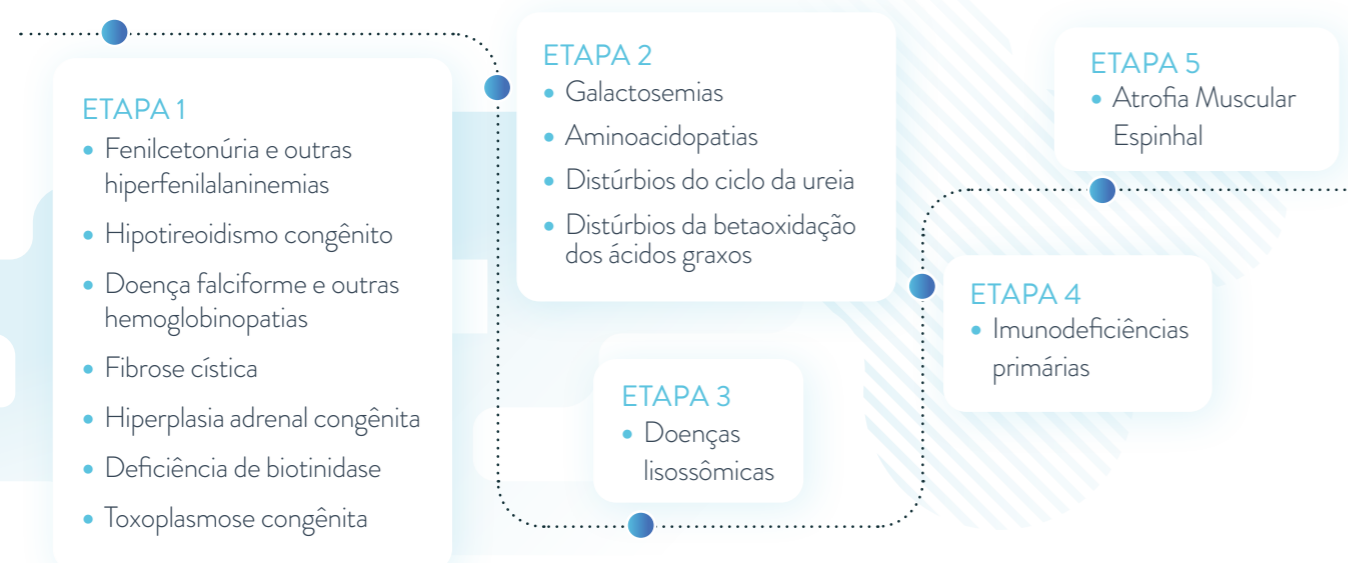 ETAPA 1
• Fenilcetonúria e outras
hiperfenilalaninemias
• Hipotireoidismo congênito
• Doença falciforme e outras
hemoglobinopatias
• Fibrose cística
• Hiperplasia adrenal congênita
• Deficiência de biotinidase
• Toxoplasmose congênita
ETAPA 2
• Galactosemias
• Aminoacidopatias
• Distúrbios do ciclo da ureia
• Distúrbios da betaoxidação
dos ácidos graxos
ETAPA 3
• Doenças
lisossômicas
ETAPA 4
• Imunodeficiências
primárias
ETAPA 5
• Atrofia Muscular
Espinhal